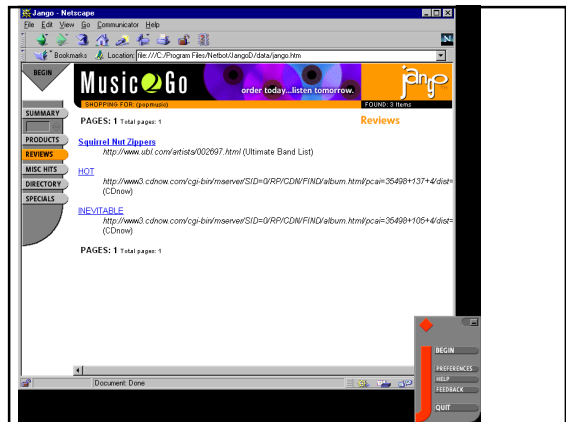 Jango - Netscape
File Edit View Go Communicator Help
Bookmarks Location: file:///C:/Program Files/Netbot/JangoD/data/jango.htm
BEGIN
Music2Go
order today...listen tomorrow.
jango
SHOPPING FOR: (popmusic)
FOUND: 3 Items
SUMMARY
PRODUCTS
REVIEWS
MISC HITS
DIRECTORY
SPECIALS
PAGES: 1 Total pages: 1
Reviews
Squirrel Nut Zippers
http://www.ubl.com/artists/002697.html (Ultimate Band List)
HOT
http://www3.cdnow.com/cgi-bin/mserver/SID=0/RP/CDN/FIND/album.html/pcai=35498+137+4/dist=
(CDnow)
INEVITABLE
http://www3.cdnow.com/cgi-bin/mserver/SID=0/RP/CDN/FIND/album.html/pcai=35498+105+4/dist=
(CDnow)
PAGES: 1 Total pages: 1
Document: Done
BEGIN
PREFERENCES
HELP
FEEDBACK
QUIT